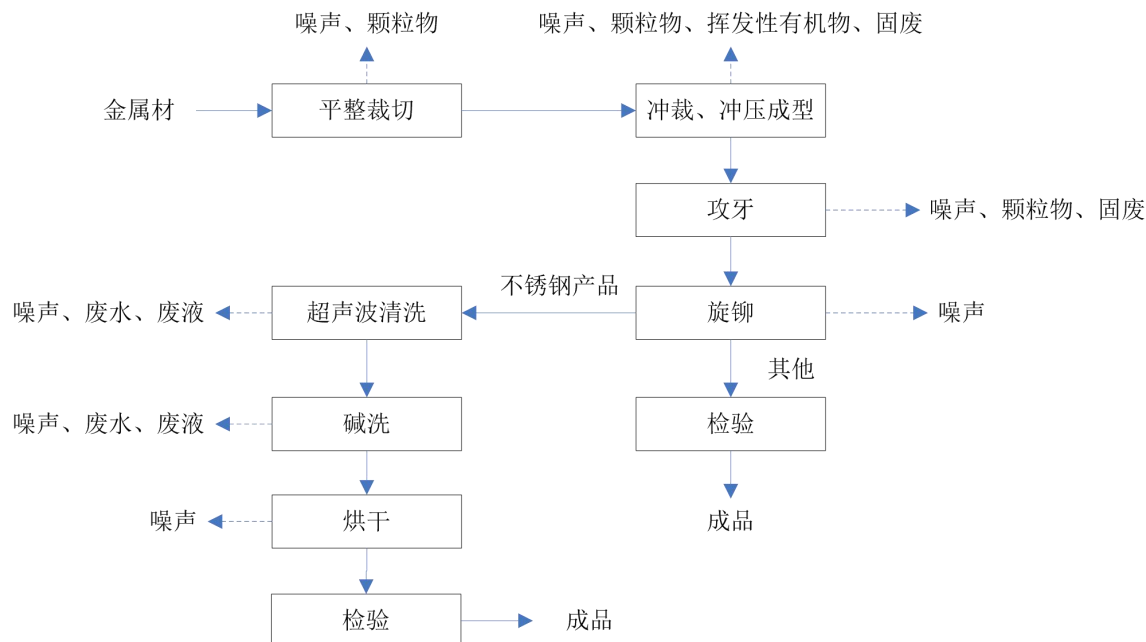 噪声、颗粒物
噪声、颗粒物、挥发性有机物、固废
金属材
平整裁切
冲裁、冲压成型
攻牙
噪声、颗粒物、固废
不锈钢产品
噪声、废水、废液
超声波清洗
旋铆
噪声
其他
噪声、废水、废液
碱洗
检验
噪声
烘干
成品
检验
成品